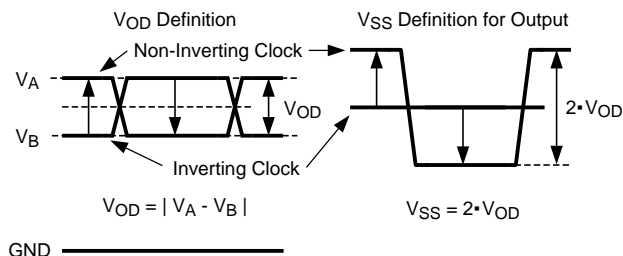 VOD Definition
VSS Definition for Output
Non-Inverting Clock
VA
VB
VOD
2·VOD
Inverting Clock
VOD = | VA - VB |
VSS = 2·VOD
GND